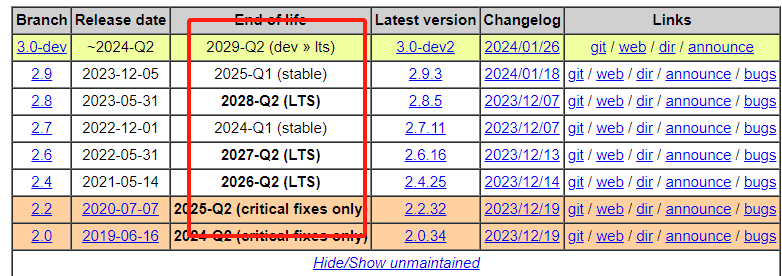 Branch Release date End of life Latest version Changelog Links
3.0-dev ~2024-Q2 2029-Q2 (dev » lts) 3.0-dev2 2024/01/26 git / web / dir / announce
2.9 2023-12-05 2025-Q1 (stable) 2.9.3 2024/01/18 git / web / dir / announce / bugs
2.8 2023-05-31 2028-Q2 (LTS) 2.8.5 2023/12/07 git / web / dir / announce / bugs
2.7 2022-12-01 2024-Q1 (stable) 2.7.11 2023/12/07 git / web / dir / announce / bugs
2.6 2022-05-31 2027-Q2 (LTS) 2.6.16 2023/12/13 git / web / dir / announce / bugs
2.4 2021-05-14 2026-Q2 (LTS) 2.4.25 2023/12/14 git / web / dir / announce / bugs
2.2 2020-07-07 2025-Q2 (critical fixes only) 2.2.32 2023/12/19 git / web / dir / announce / bugs
2.0 2019-06-16 2024-Q2 (critical fixes only) 2.0.34 2023/12/19 git / web / dir / announce / bugs
Hide/Show unmaintained